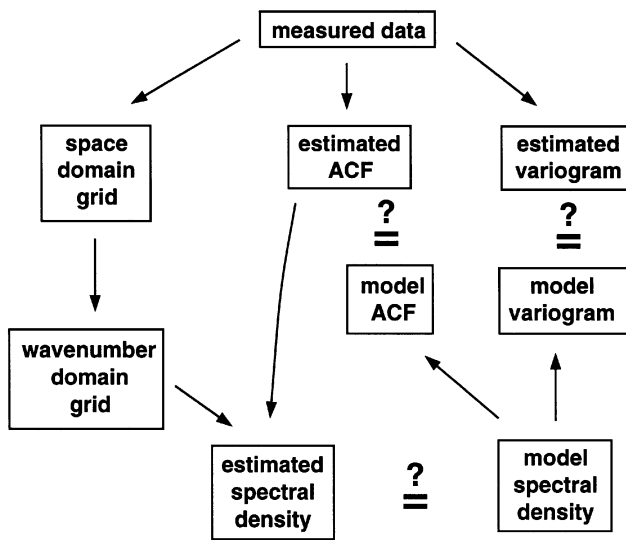 measured data
space
domain
grid
estimated
ACF
estimated
variogram
?
=
?
=
model
ACF
model
variogram
wavenumber
domain
grid
estimated
spectral
density
?
=
model
spectral
density